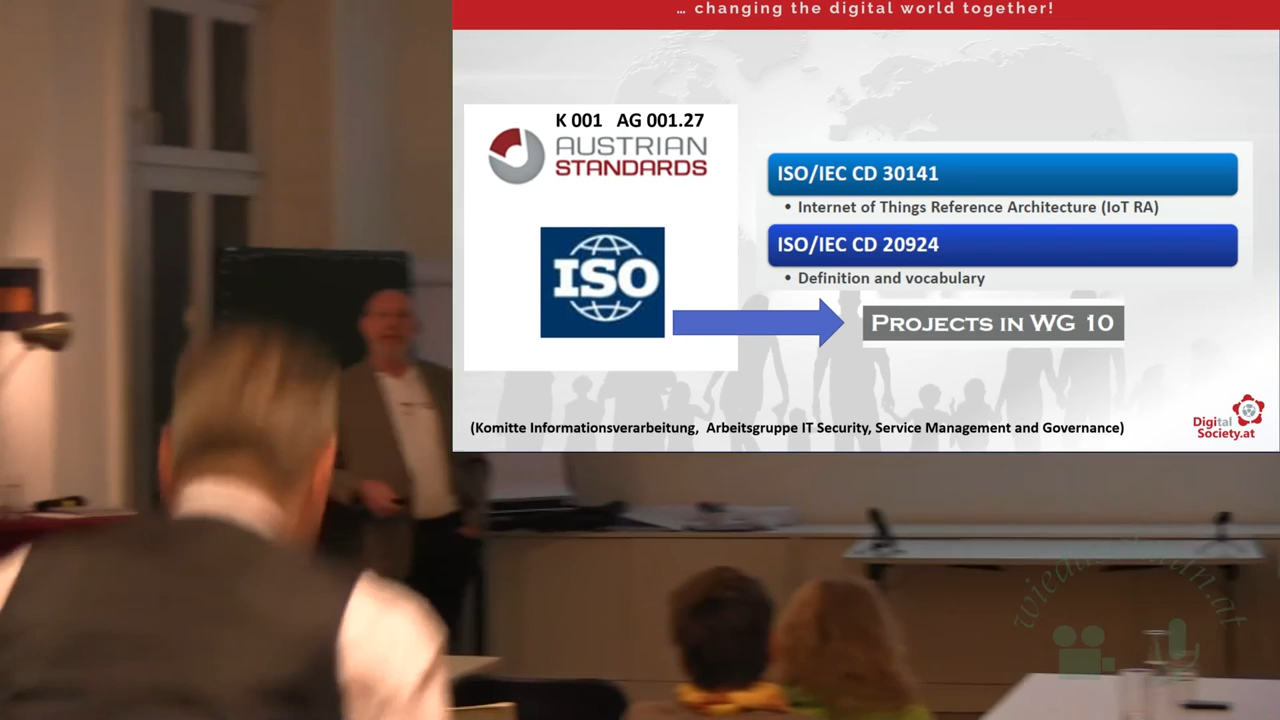 … changing the digital world together!
K 001 AG 001.27
AUSTRIAN
STANDARDS
ISO
ISO/IEC CD 30141
• Internet of Things Reference Architecture (IoT RA)
ISO/IEC CD 20924
• Definition and vocabulary
PROJECTS IN WG 10
(Komitte Informationsverarbeitung, Arbeitsgruppe IT Security, Service Management and Governance)
Digital
Society.at